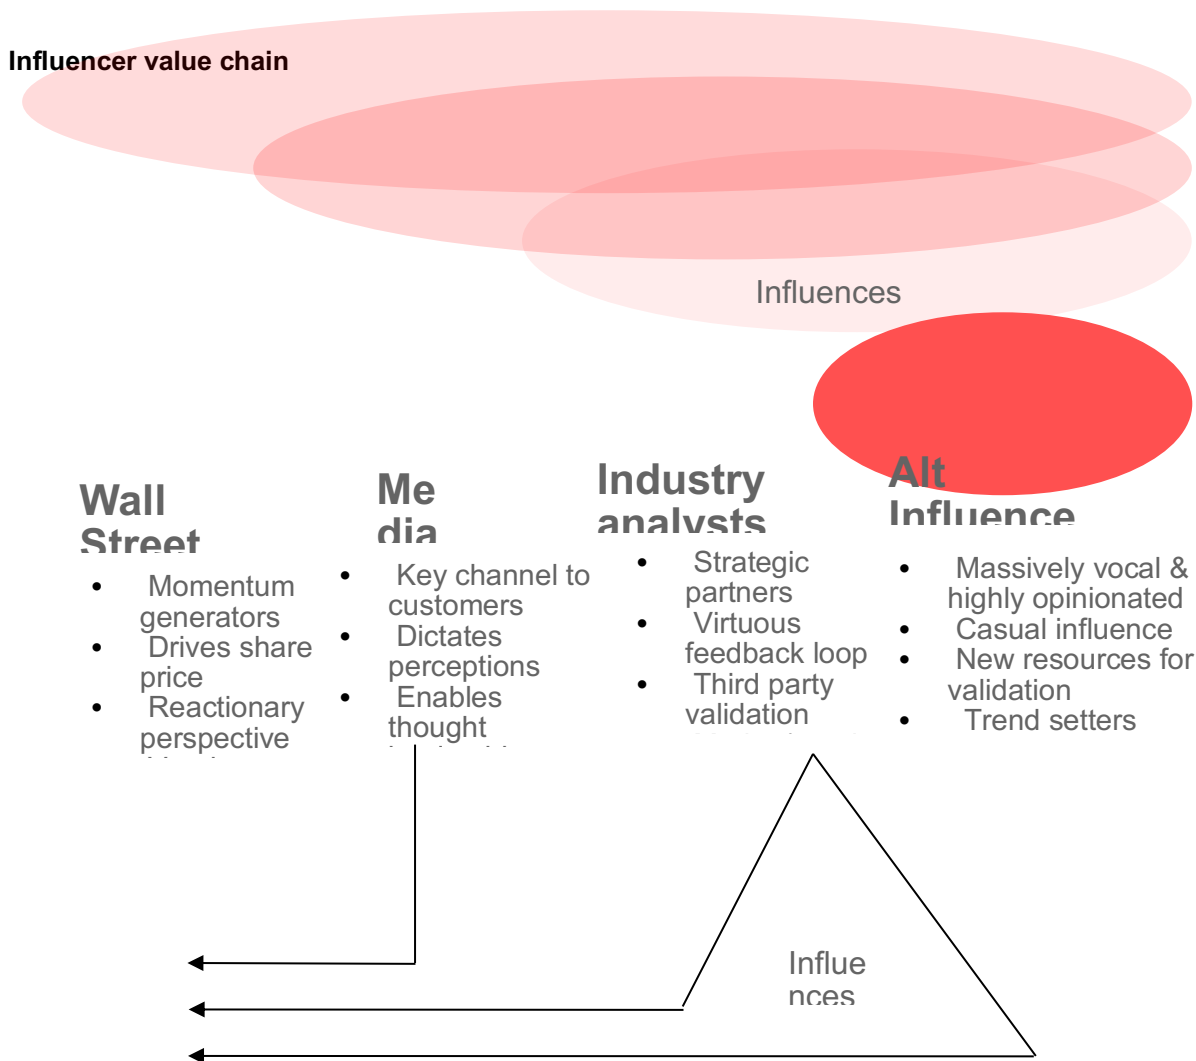 Influencer value chain
Influences
Wall
Street
• Momentum
generators
• Drives share
price
• Reactionary
perspective
Me
dia
• Key channel to
customers
• Dictates
perceptions
• Enables
thought
Industry
analysts
• Strategic
partners
• Virtuous
feedback loop
• Third party
validation
Alt
Influence
• Massively vocal &
highly opinionated
• Casual influence
• New resources for
validation
• Trend setters
Influe
nces